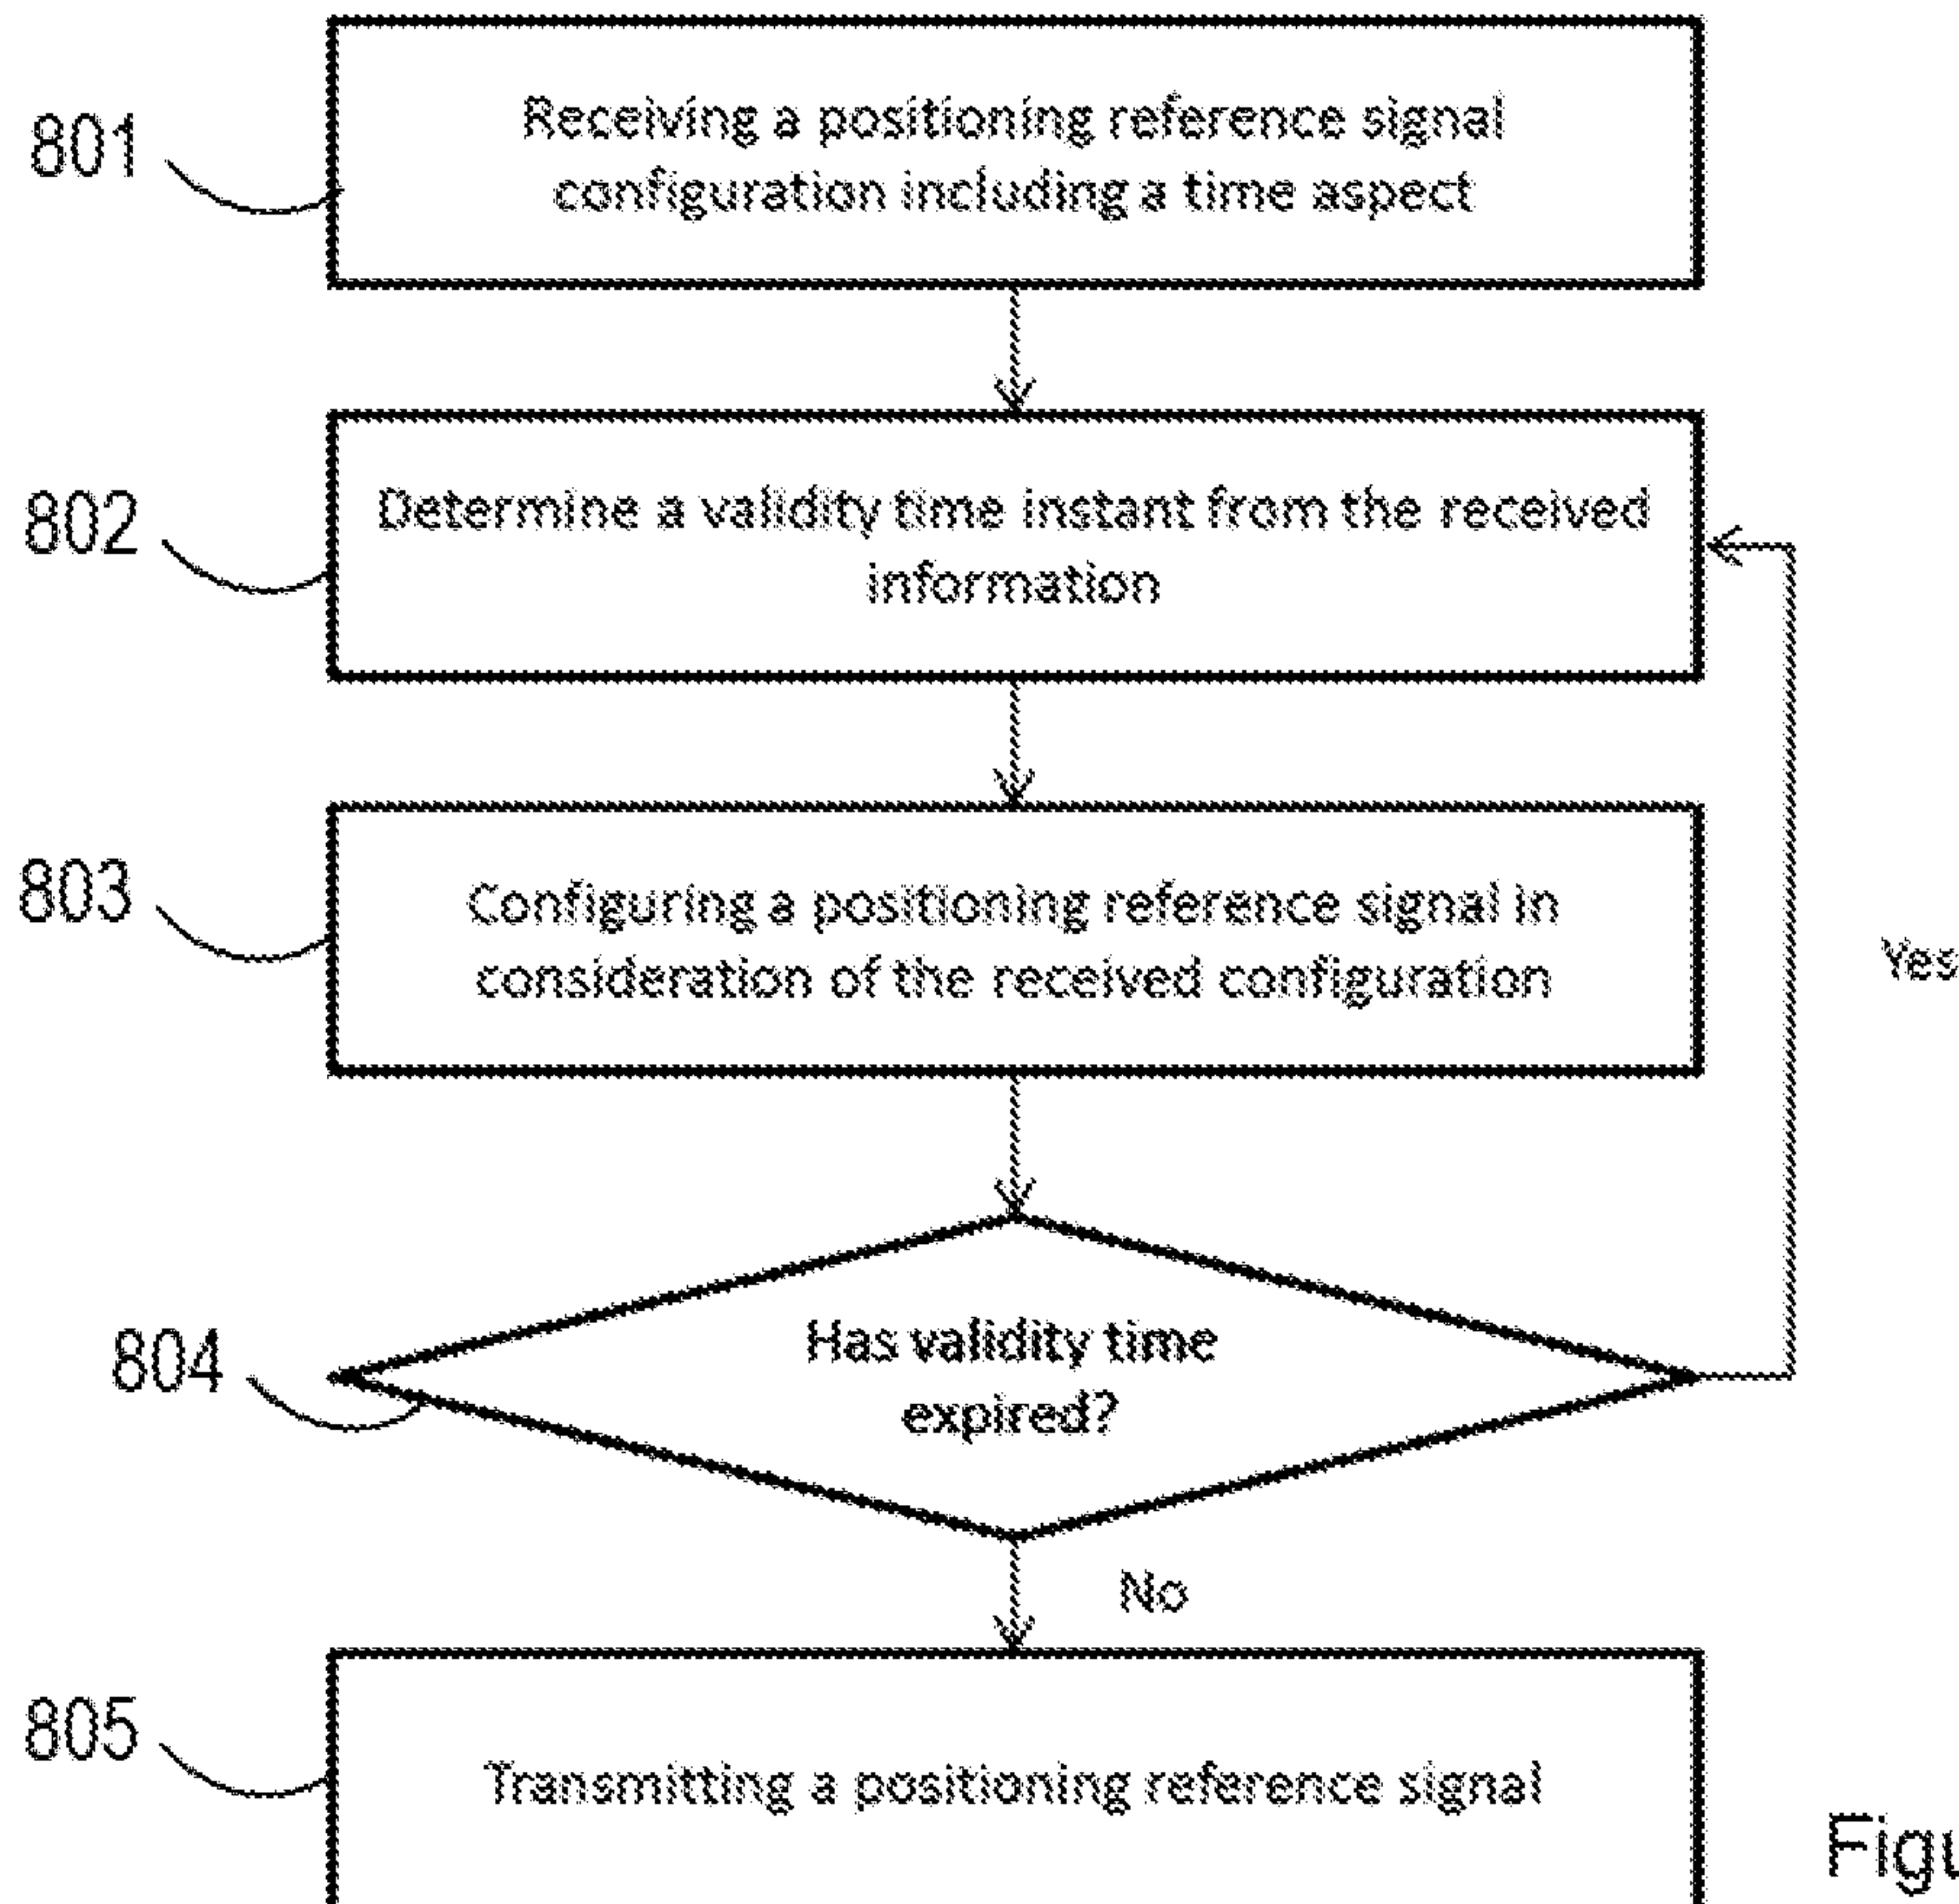 801
Receiving a positioning reference signal
configuration including a time aspect
802
Determine a validity time instant from the received
information
803
Configuring a positioning reference signal in
consideration of the received configuration
Yes
804
Has validity time
expired?
No
805
Transmitting a positioning reference signal